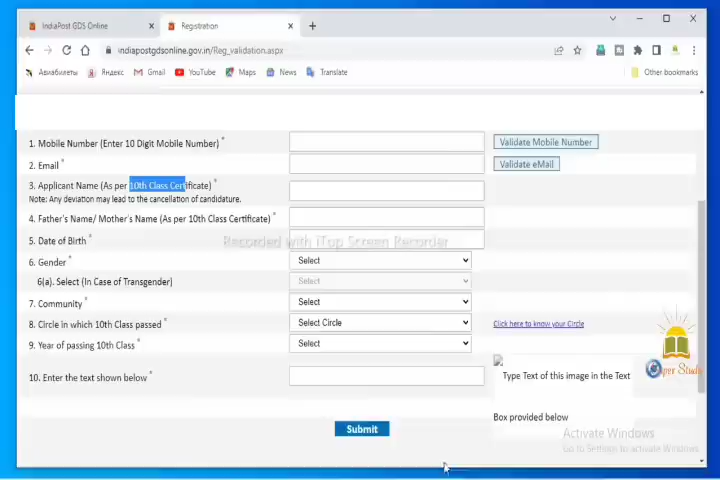 IndiaPost GDS Online
Registration
indiapostgdsonline.gov.in/Reg_validation.aspx
Авиабилеты
Яндекс
Gmail
YouTube
Maps
News
Translate
Other bookmarks
1. Mobile Number (Enter 10 Digit Mobile Number) *
Validate Mobile Number
2. Email *
Validate eMail
3. Applicant Name (As per 10th Class Certificate) *
Note: Any deviation may lead to the cancellation of candidature.
4. Father's Name/ Mother's Name (As per 10th Class Certificate) *
5. Date of Birth *
Recorded with iTop Screen Recorder
6. Gender *
Select
6(a). Select (In Case of Transgender)
Select
7. Community *
Select
8. Circle in which 10th Class passed *
Select Circle
Click here to know your Circle
9. Year of passing 10th Class *
Select
10. Enter the text shown below *
Type Text of this image in the Text
Box provided below
Submit
Activate Windows
Go to Settings to activate Windows.